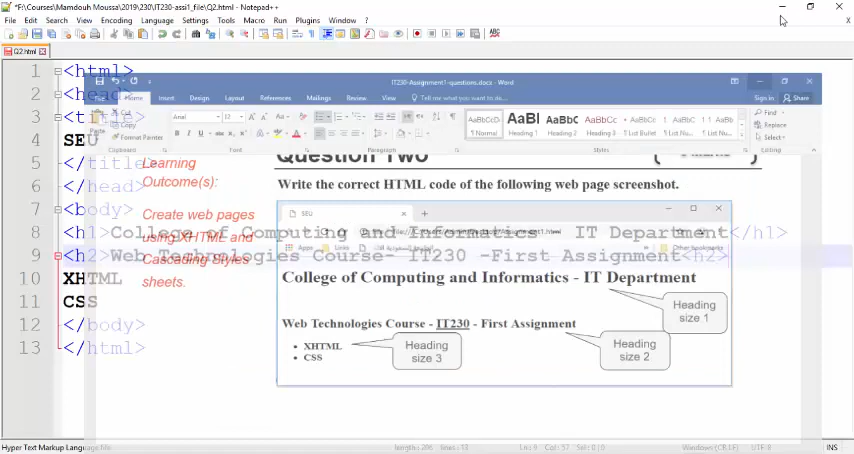 *F:\Courses\Mamdouh Moussa\2019\230\IT230-assi1_file\Q2.html - Notepad++
File Edit Search View Encoding Language Settings Tools Macro Run Plugins Window ? X
Q2.html
IT230-Assignment1-questions.docx - Word
Home Insert Design Layout References Mailings Review View Tell me what you want to do... Sign in Share
Paste Cut Copy Format Painter
Arial 12
AaBbCcDc AaBl AaBbC AaBbCc AaBbCcDc AaBbCcDc AaBbCcDc
Normal Heading 1 Heading 2 Heading 9 List Bullet List Nu... List Nu...
Find Replace Select
Clipboard Font Paragraph Styles Editing
1 <html>
2 <head>
3 <title>
4 SEU
5 </title>
6 </head>
7 <body>
8 <h1>College of Computing and Informatics - IT Department</h1>
9 <h2> Web Technologies Course- IT230 -First Assignment<h2>
10 XHTML
11 CSS
12 </body>
13 </html>
Learning
Outcome(s):
Create web pages
using XHTML and
Cascading Styles
sheets.
Question Two
Write the correct HTML code of the following web page screenshot.
SEU
Apps Links Other bookmarks
College of Computing and Informatics - IT Department
Heading
size 1
Web Technologies Course - IT230 - First Assignment
Heading
size 2
• XHTML
• CSS
Heading
size 3
Hyper Text Markup Language file length : 206 lines : 13 Ln : 9 Col : 57 Sel : 0 | 0 Windows (CR LF) UTF-8 INS